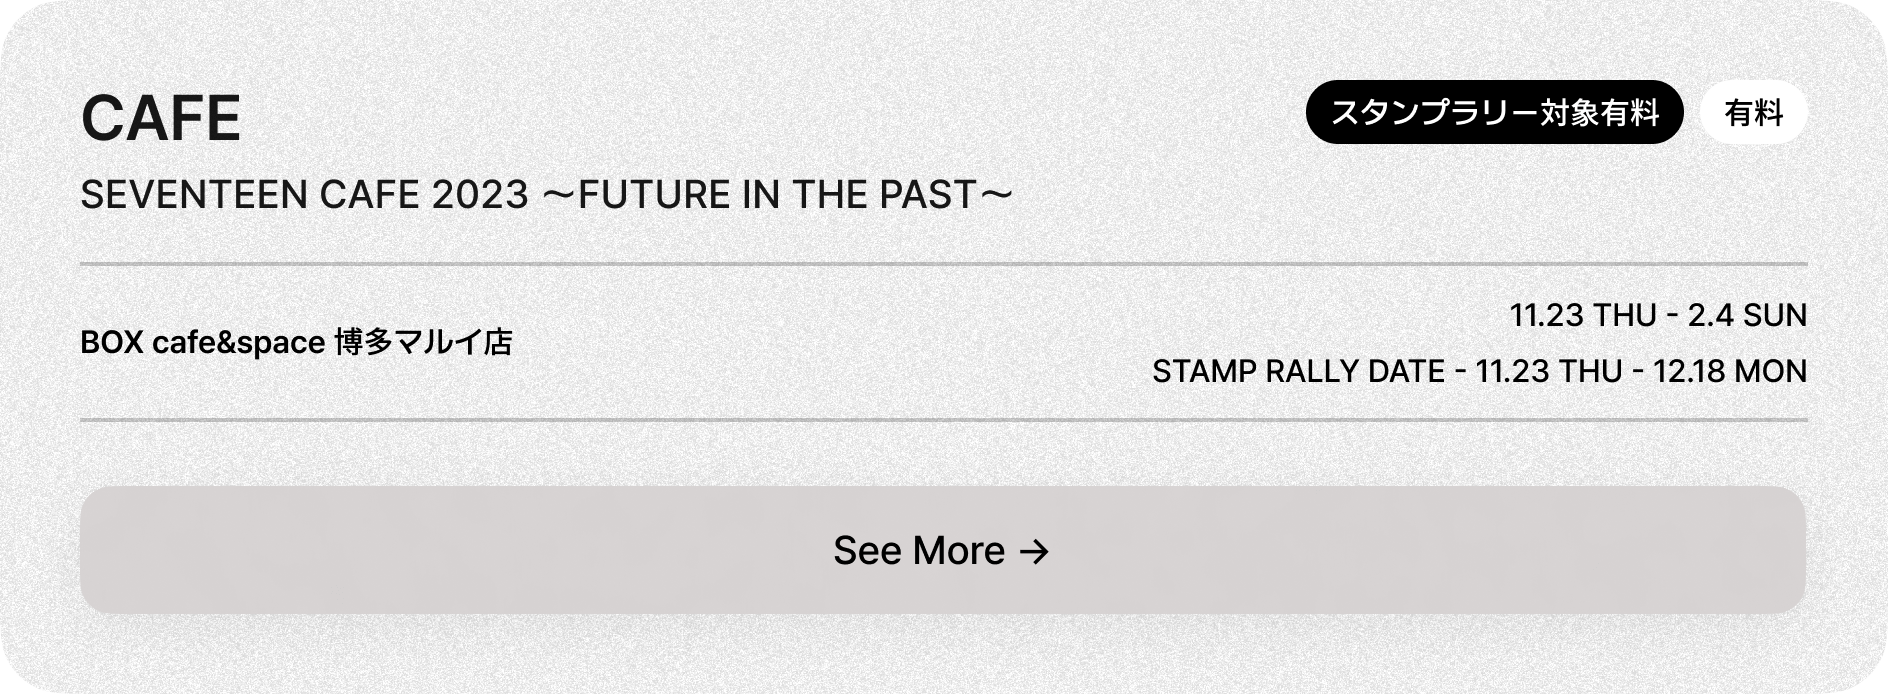 CAFE
スタンプラリー対象有料
有料
SEVENTEEN CAFE 2023 〜FUTURE IN THE PAST〜
BOX cafe&space 博多マルイ店
11.23 THU - 2.4 SUN
STAMP RALLY DATE - 11.23 THU - 12.18 MON
See More →